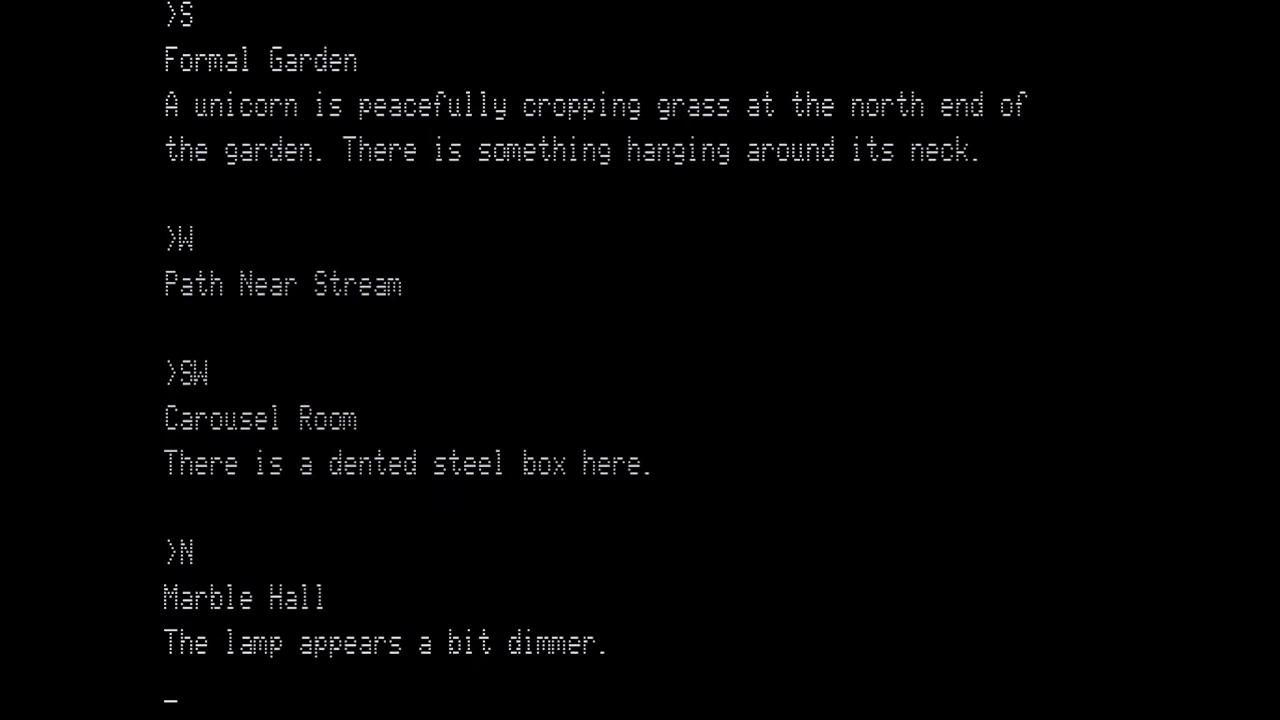 >S
Formal Garden
A unicorn is peacefully cropping grass at the north end of
the garden. There is something hanging around its neck.
>W
Path Near Stream
>SW
Carousel Room
There is a dented steel box here.
>N
Marble Hall
The lamp appears a bit dimmer.
_